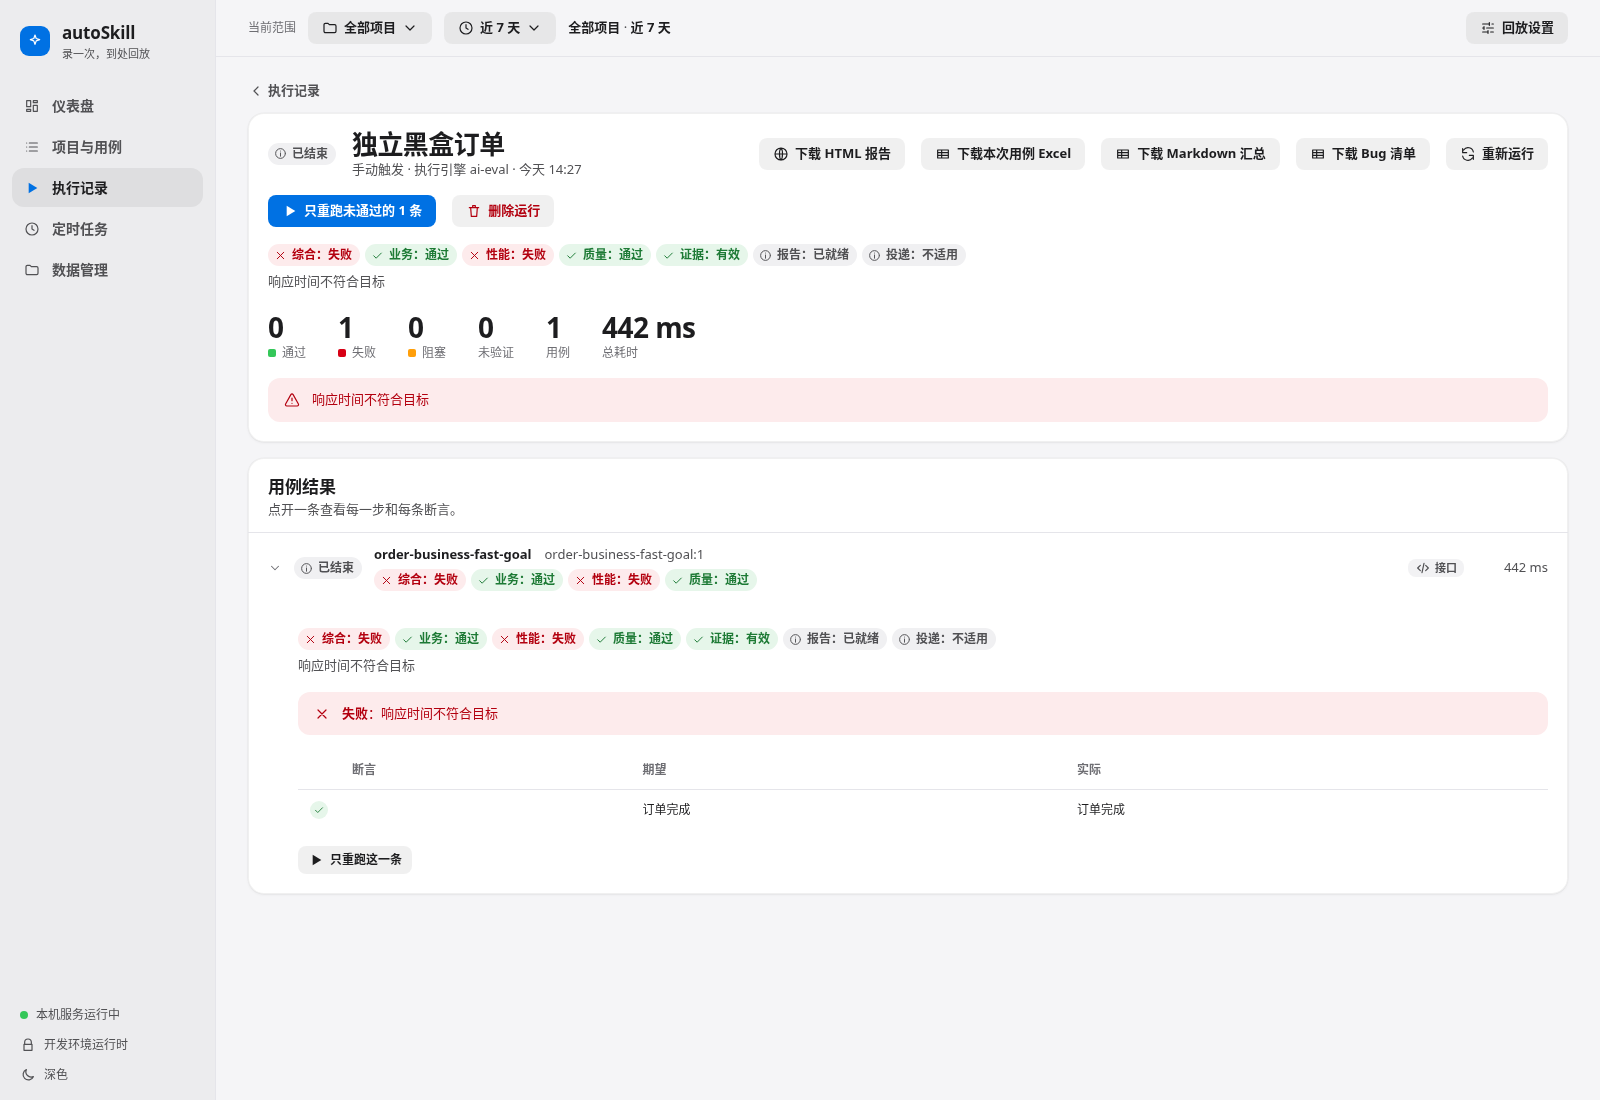 autoSkill
录一次，到处回放
仪表盘
项目与用例
执行记录
定时任务
数据管理
本机服务运行中
开发环境运行时
深色
当前范围 全部项目 近 7 天 全部项目 · 近 7 天 回放设置
执行记录
已结束 独立黑盒订单
手动触发 · 执行引擎 ai-eval · 今天 14:27
下载 HTML 报告 下载本次用例 Excel 下载 Markdown 汇总 下载 Bug 清单 重新运行
只重跑未通过的 1 条 删除运行
综合：失败 业务：通过 性能：失败 质量：通过 证据：有效 报告：已就绪 投递：不适用
响应时间不符合目标
0 1 0 0 1 442 ms
通过 失败 阻塞 未验证 用例 总耗时
响应时间不符合目标
用例结果
点开一条查看每一步和每条断言。
已结束 order-business-fast-goal order-business-fast-goal:1 接口 442 ms
综合：失败 业务：通过 性能：失败 质量：通过
综合：失败 业务：通过 性能：失败 质量：通过 证据：有效 报告：已就绪 投递：不适用
响应时间不符合目标
失败：响应时间不符合目标
断言 期望 实际
订单完成 订单完成
只重跑这一条